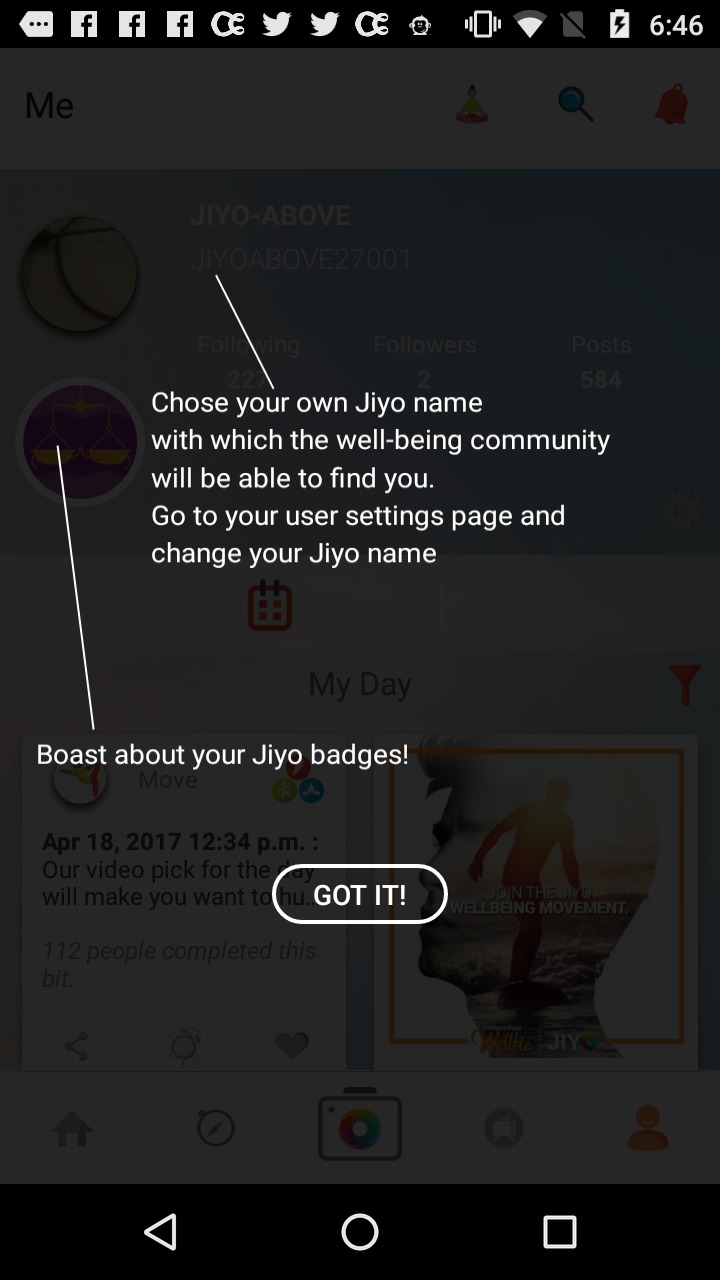 6:46
Me
JIYO-ABOVE
JIYOABOVE27001
Following
Followers
Posts
227
2
584
Chose your own Jiyo name
with which the well-being community
will be able to find you.
Go to your user settings page and
change your Jiyo name
My Day
Boast about your Jiyo badges!
Move
Apr 18, 2017 12:34 p.m. :
Our video pick for the day
will make you want to hu...
112 people completed this
bit.
JOIN THE JIYO
WELLBEING MOVEMENT.
GOT IT!
Wellfie
JIYO